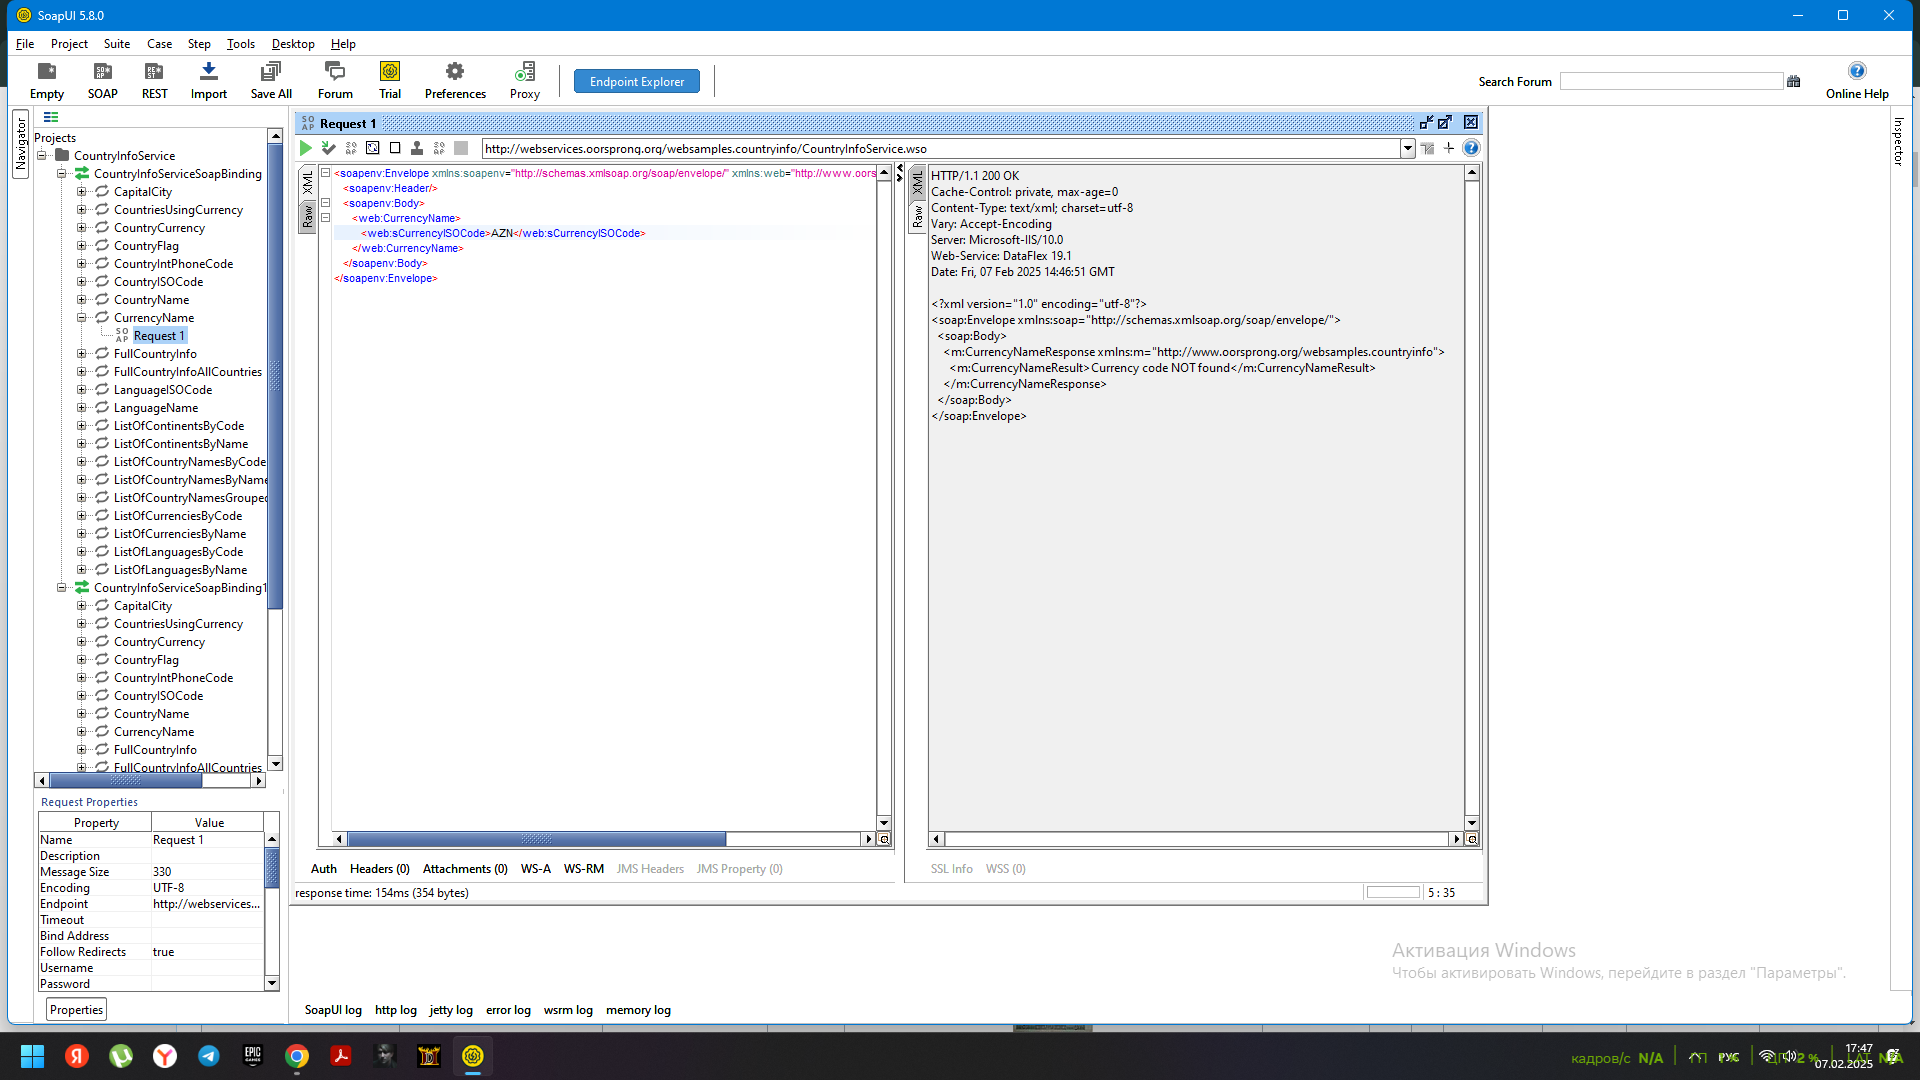 SoapUI 5.8.0
File Project Suite Case Step Tools Desktop Help
Empty SOAP REST Import Save All Forum Trial Preferences Proxy Endpoint Explorer Search Forum Online Help
Navigator
Projects
CountryInfoService
CountryInfoServiceSoapBinding
CapitalCity
CountriesUsingCurrency
CountryCurrency
CountryFlag
CountryIntPhoneCode
CountryISOCode
CountryName
CurrencyName
Request 1
FullCountryInfo
FullCountryInfoAllCountries
LanguageISOCode
LanguageName
ListOfContinentsByCode
ListOfContinentsByName
ListOfCountryNamesByCode
ListOfCountryNamesByName
ListOfCountryNamesGrouped
ListOfCurrenciesByCode
ListOfCurrenciesByName
ListOfLanguagesByCode
ListOfLanguagesByName
CountryInfoServiceSoapBinding1
CapitalCity
CountriesUsingCurrency
CountryCurrency
CountryFlag
CountryIntPhoneCode
CountryISOCode
CountryName
CurrencyName
FullCountryInfo
FullCountryInfoAllCountries
Request Properties
Property Value
Name Request 1
Description
Message Size 330
Encoding UTF-8
Endpoint http://webservices...
Timeout
Bind Address
Follow Redirects true
Username
Password
Properties
Request 1
http://webservices.oorsprong.org/websamples.countryinfo/CountryInfoService.wso
XML
Raw
<soapenv:Envelope xmlns:soapenv="http://schemas.xmlsoap.org/soap/envelope/" xmlns:web="http://www.oors
<soapenv:Header/>
<soapenv:Body>
<web:CurrencyName>
<web:sCurrencyISOCode>AZN</web:sCurrencyISOCode>
</web:CurrencyName>
</soapenv:Body>
</soapenv:Envelope>
XML
Raw
HTTP/1.1 200 OK
Cache-Control: private, max-age=0
Content-Type: text/xml; charset=utf-8
Vary: Accept-Encoding
Server: Microsoft-IIS/10.0
Web-Service: DataFlex 19.1
Date: Fri, 07 Feb 2025 14:46:51 GMT
<?xml version="1.0" encoding="utf-8"?>
<soap:Envelope xmlns:soap="http://schemas.xmlsoap.org/soap/envelope/">
<soap:Body>
<m:CurrencyNameResponse xmlns:m="http://www.oorsprong.org/websamples.countryinfo">
<m:CurrencyNameResult>Currency code NOT found</m:CurrencyNameResult>
</m:CurrencyNameResponse>
</soap:Body>
</soap:Envelope>
Auth Headers (0) Attachments (0) WS-A WS-RM JMS Headers JMS Property (0)
SSL Info WSS (0)
response time: 154ms (354 bytes)
5 : 35
Inspector
Активация Windows
Чтобы активировать Windows, перейдите в раздел "Параметры".
SoapUI log http log jetty log error log wsrm log memory log
EPIC GAMES
кадров/с N/A
РУС
2 %
N/A
17:47
07.02.2025